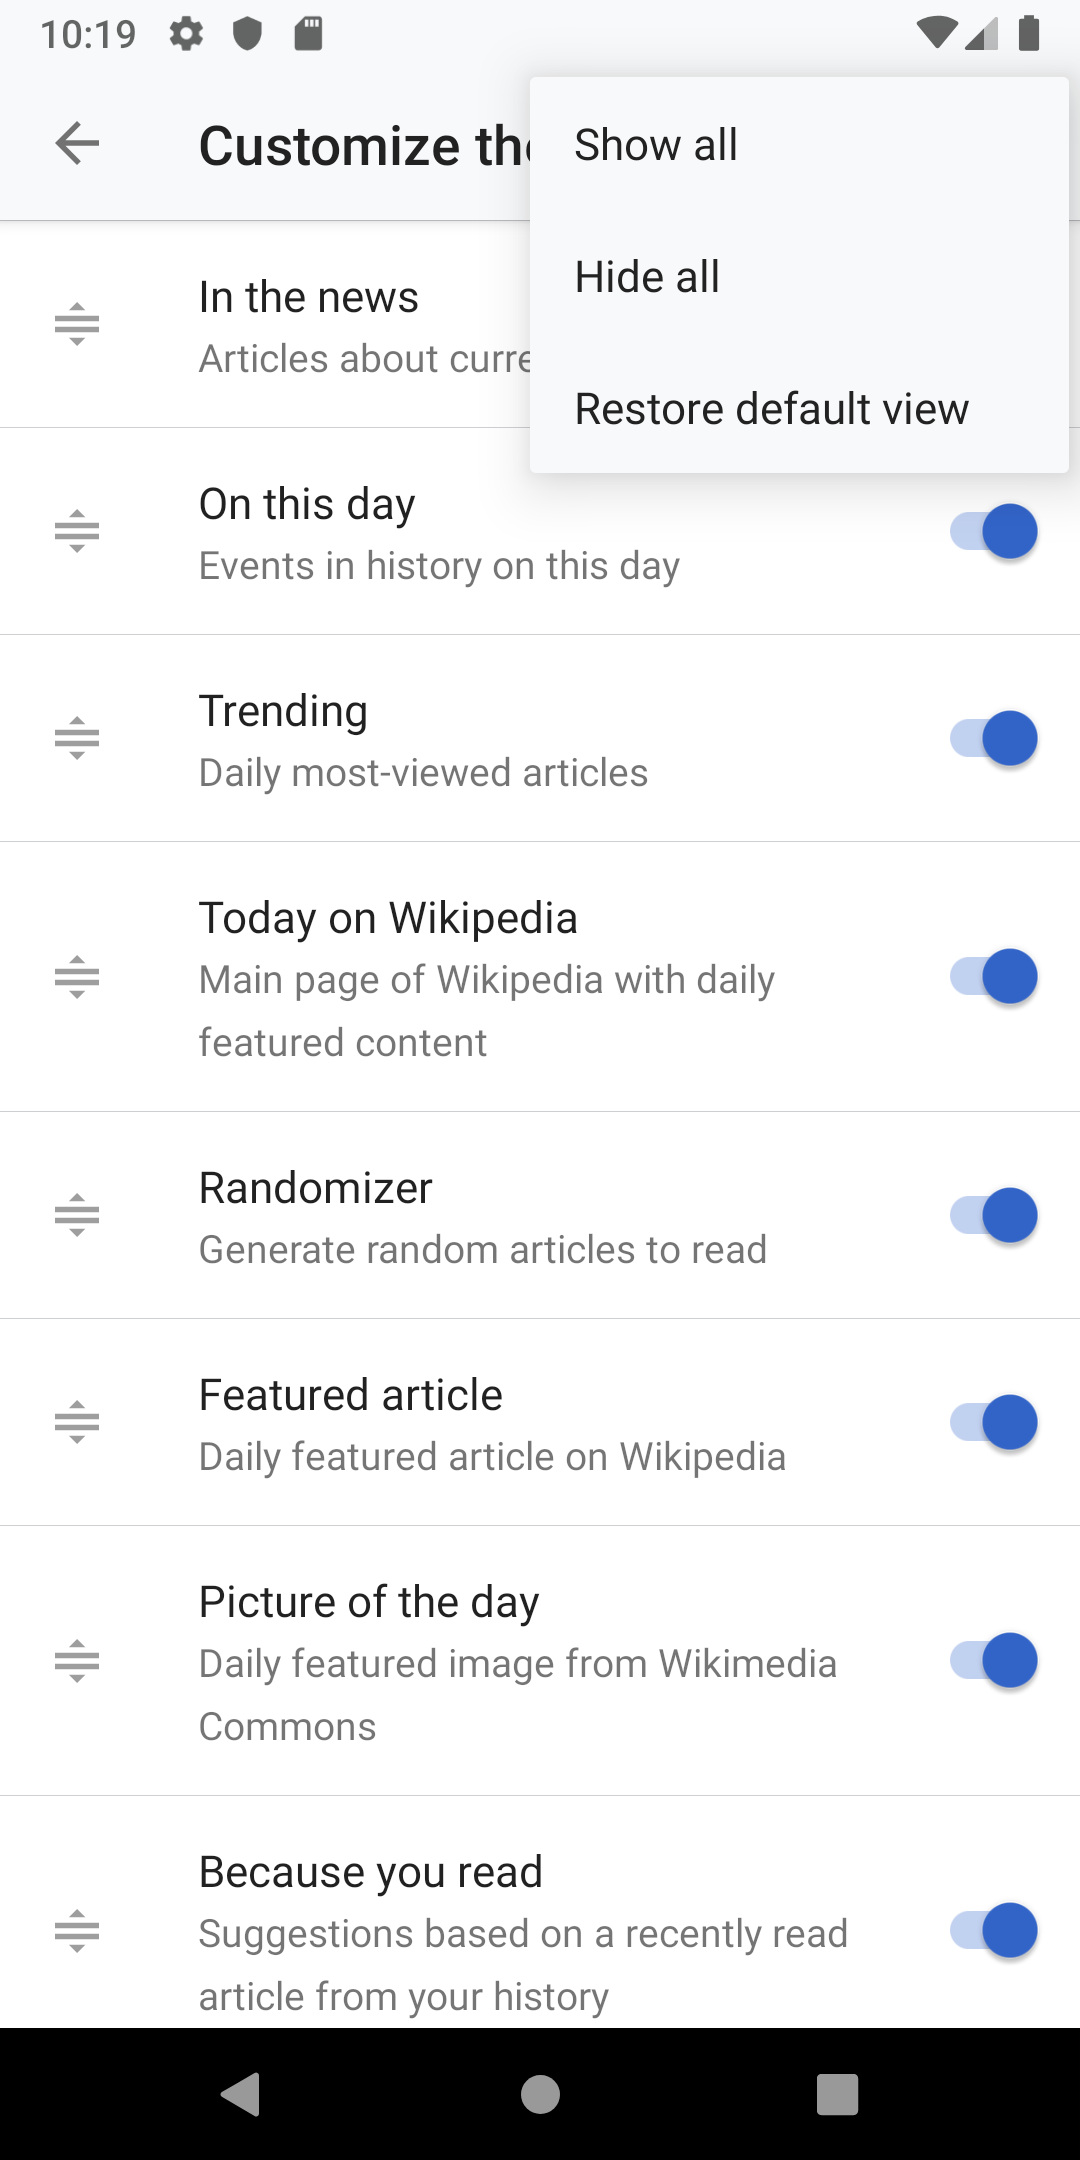 10:19
Customize the
Show all
Hide all
Restore default view
In the news
Articles about curre
On this day
Events in history on this day
Trending
Daily most-viewed articles
Today on Wikipedia
Main page of Wikipedia with daily
featured content
Randomizer
Generate random articles to read
Featured article
Daily featured article on Wikipedia
Picture of the day
Daily featured image from Wikimedia
Commons
Because you read
Suggestions based on a recently read
article from your history